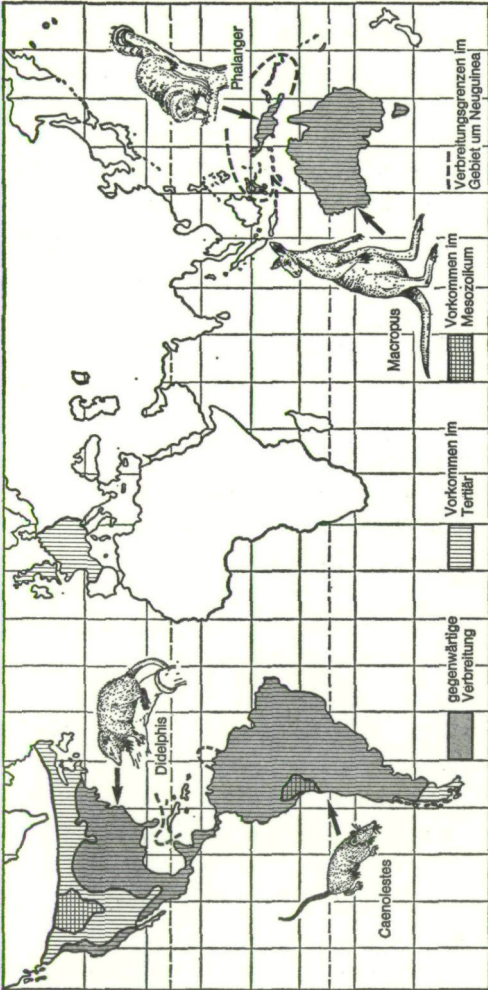 Didelphis
Caenolestes
Phalanger
Macropus
gegenwärtige
Verbreitung
Vorkommen im
Tertiär
Vorkommen im
Mesozoikum
Verbreitungsgrenzen im
Gebiet um Neuguinea